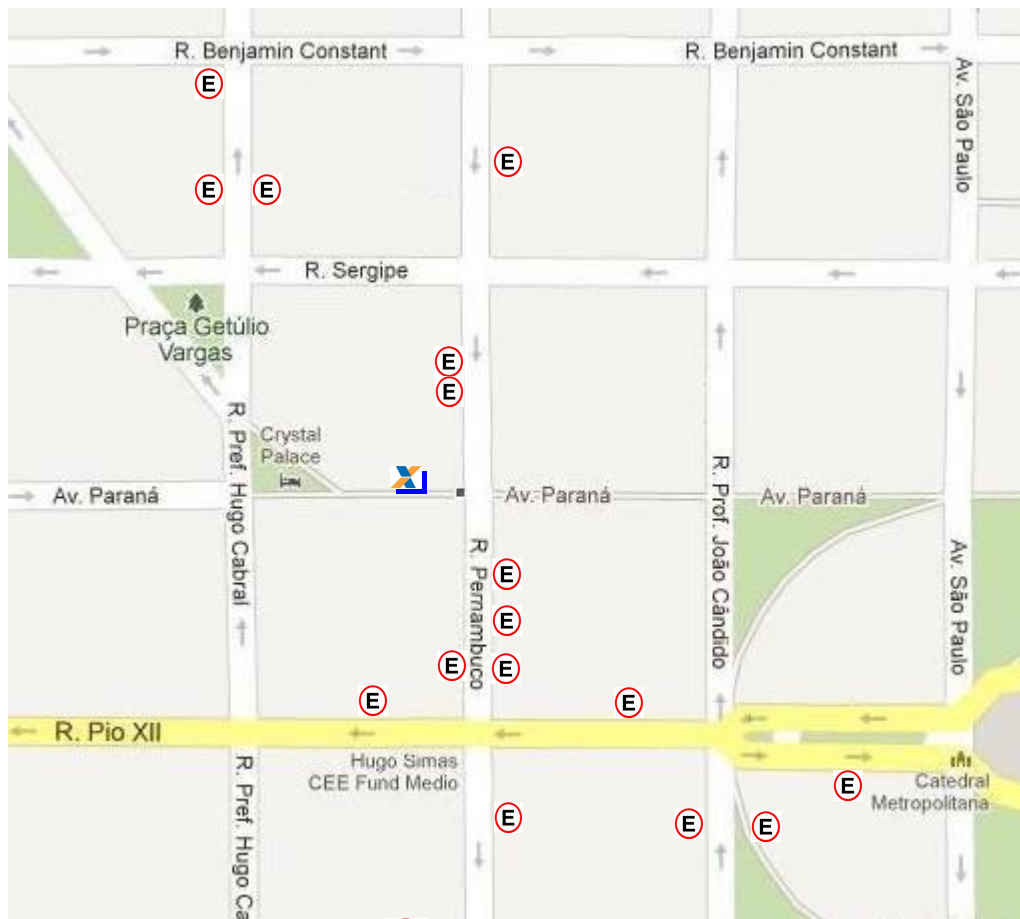 R. Benjamin Constant
R. Benjamin Constant
Av. São Paulo
E
E
E
E
R. Sergipe
Praça Getúlio
Vargas
E
E
R. Pref. Hugo Cabral
Crystal
Palace
Av. Paraná
Av. Paraná
R. Prof. João Cândido
Av. Paraná
R. Pernambuco
Av. São Paulo
E
E
E
E
E
E
R. Pio XII
Hugo Simas
CEE Fund Medio
R. Pref. Hugo Ca
Catedral
Metropolitana
E
E
E
E